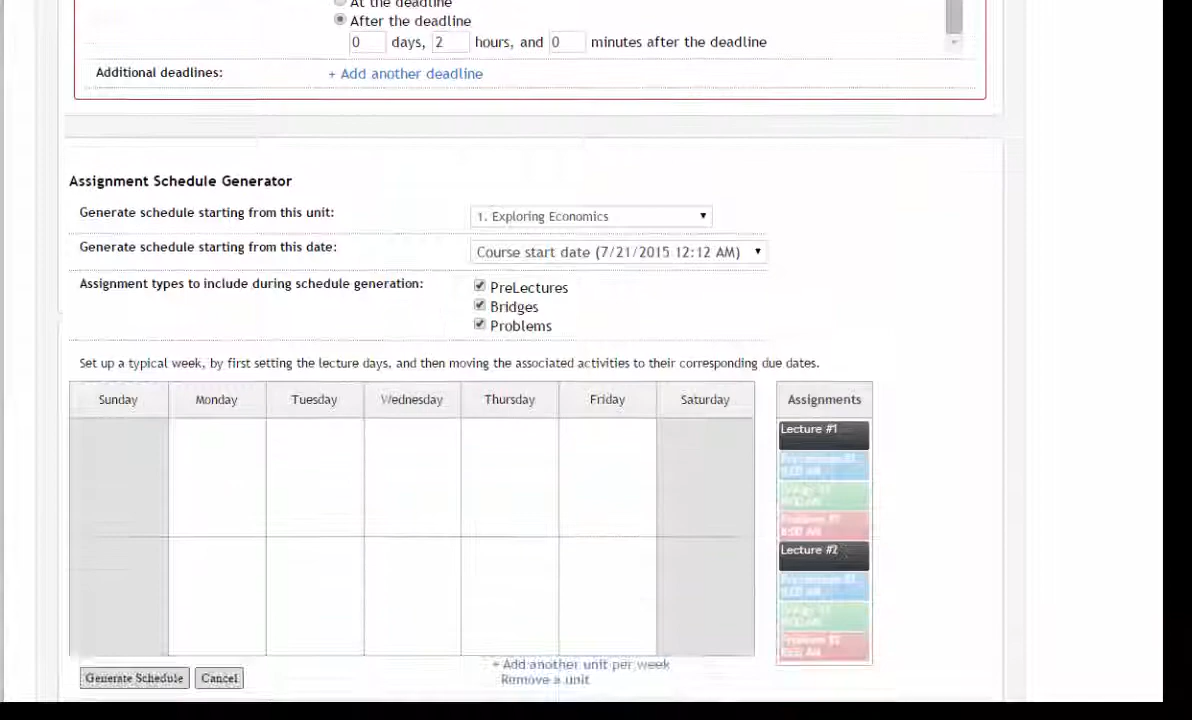 At the deadline
After the deadline
0 days, 2 hours, and 0 minutes after the deadline
Additional deadlines: + Add another deadline
Assignment Schedule Generator
Generate schedule starting from this unit: 1. Exploring Economics
Generate schedule starting from this date: Course start date (7/21/2015 12:12 AM)
Assignment types to include during schedule generation: PreLectures
Bridges
Problems
Set up a typical week, by first setting the lecture days, and then moving the associated activities to their corresponding due dates.
Sunday Monday Tuesday Wednesday Thursday Friday Saturday Assignments
Lecture #1
Lecture #2
+ Add another unit per week
Remove a unit
Generate Schedule Cancel